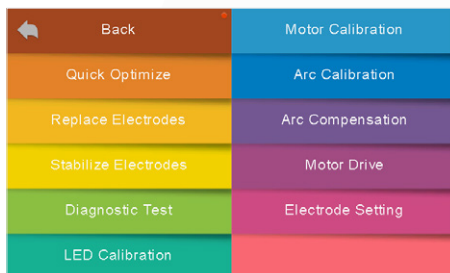 Back
Quick Optimize
Replace Electrodes
Stabilize Electrodes
Diagnostic Test
LED Calibration
Motor Calibration
Arc Calibration
Arc Compensation
Motor Drive
Electrode Setting